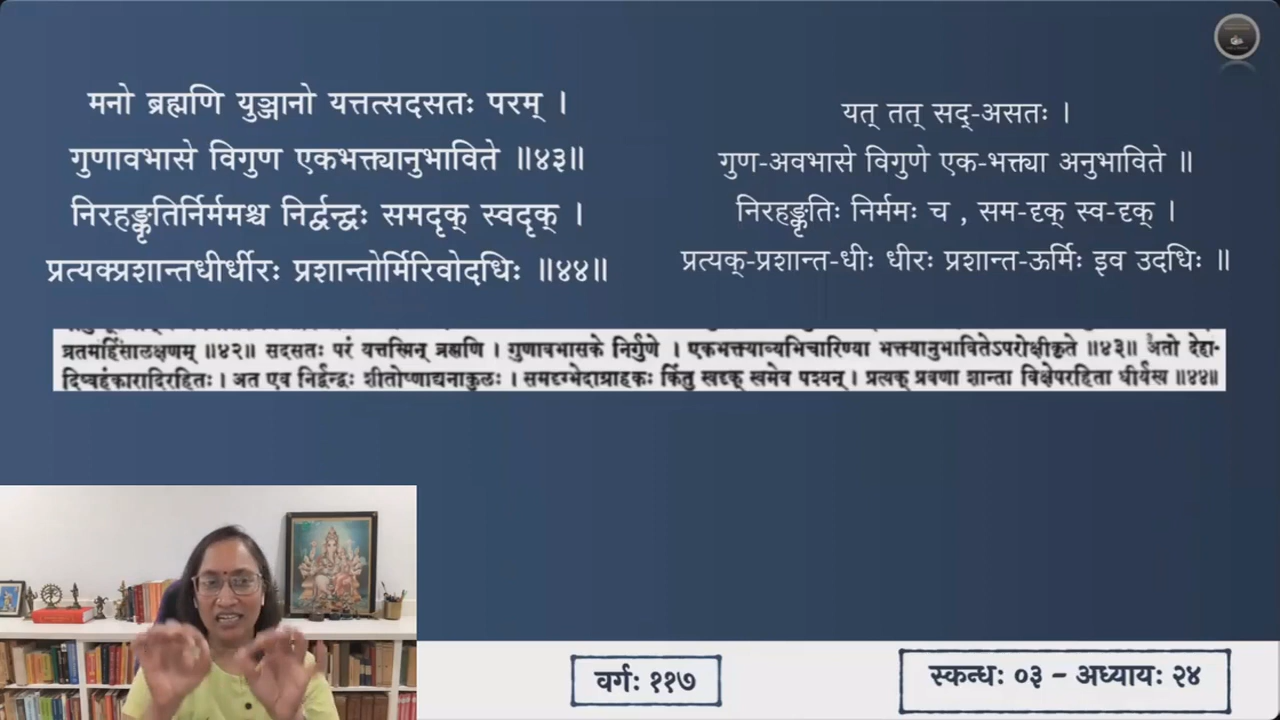 मनो ब्रह्मणि युञ्जानो यत्तत्सदसतः परम् ।
गुणावभासे विगुण एकभक्त्यानुभाविते ॥४३॥
निरहङ्कृतिर्निर्ममश्च निर्द्वन्द्वः समदृक् स्वदृक् ।
प्रत्यक्प्रशान्तधीर्धीरः प्रशान्तोर्मिरिवोदधिः ॥४४॥
यत् तत् सद्-असतः ।
गुण-अवभासे विगुणे एक-भक्त्या अनुभाविते ॥
निरहङ्कृतिः निर्ममः च , सम-दृक् स्व-दृक् ।
प्रत्यक्-प्रशान्त-धीः धीरः प्रशान्त-ऊर्मिः इव उदधिः ॥
व्रतमहिंसालक्षणम् ॥४२॥ सदसतः परं यत्तस्मिन् ब्रह्मणि । गुणावभासके निर्गुणे । एकभक्त्याव्यभिचारिण्या भक्त्यानुभावितेऽपरोक्षीकृते ॥४३॥ अतो देहा-
दिष्वहंकारादिरहितः । अत एव निर्द्वन्द्वः शीतोष्णाद्यनाकुलः । समदृग्भेदाग्राहकः किंतु स्वदृक् स्वमेव पश्यन् । प्रत्यक् प्रवणा शान्ता विक्षेपरहिता धीर्यस्य ॥४४॥
वर्गः ११७
स्कन्धः ०३ – अध्यायः २४